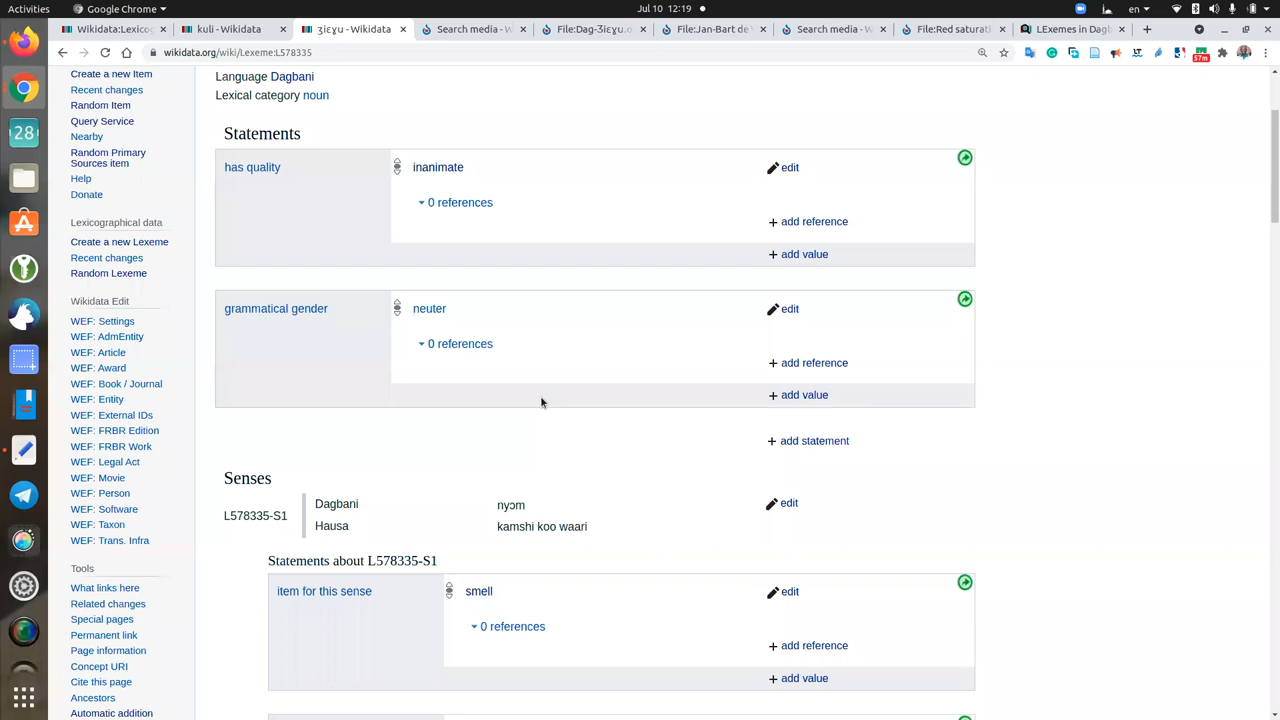 Activities
Google Chrome
Jul 10 12:19
en
Wikidata:Lexicog
kuli - Wikidata
ʒiɛɣu - Wikidata
Search media - W
File:Dag-Ʒiɛɣu.o
File:Jan-Bart de V
Search media - W
File:Red saturati
LExemes in Dagb
wikidata.org/wiki/Lexeme:L578335
57m
28
Create a new Item
Recent changes
Random Item
Query Service
Nearby
Random Primary
Sources item
Help
Donate
Lexicographical data
Create a new Lexeme
Recent changes
Random Lexeme
Wikidata Edit
WEF: Settings
WEF: AdmEntity
WEF: Article
WEF: Award
WEF: Book / Journal
WEF: Entity
WEF: External IDs
WEF: FRBR Edition
WEF: FRBR Work
WEF: Legal Act
WEF: Movie
WEF: Person
WEF: Software
WEF: Taxon
WEF: Trans. Infra
Tools
What links here
Related changes
Special pages
Permanent link
Page information
Concept URI
Cite this page
Ancestors
Automatic addition
Language Dagbani
Lexical category noun
Statements
has quality
inanimate
edit
0 references
+ add reference
+ add value
grammatical gender
neuter
edit
0 references
+ add reference
+ add value
+ add statement
Senses
L578335-S1
Dagbani nyɔm
edit
Hausa kamshi koo waari
Statements about L578335-S1
item for this sense
smell
edit
0 references
+ add reference
+ add value